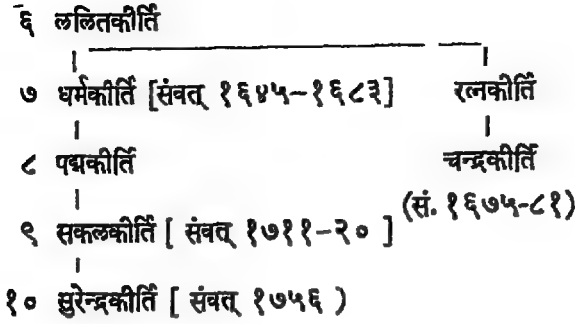 ६ ललितकीर्ति
७ धर्मकीर्ति [संवत् १६४५-१६८३] रत्नकीर्ति
८ पद्मकीर्ति चन्द्रकीर्ति
(सं. १६७५-८१)
९ सकलकीर्ति [ संवत् १७११-२० ]
१० सुरेन्द्रकीर्ति [ संवत् १७५६ )